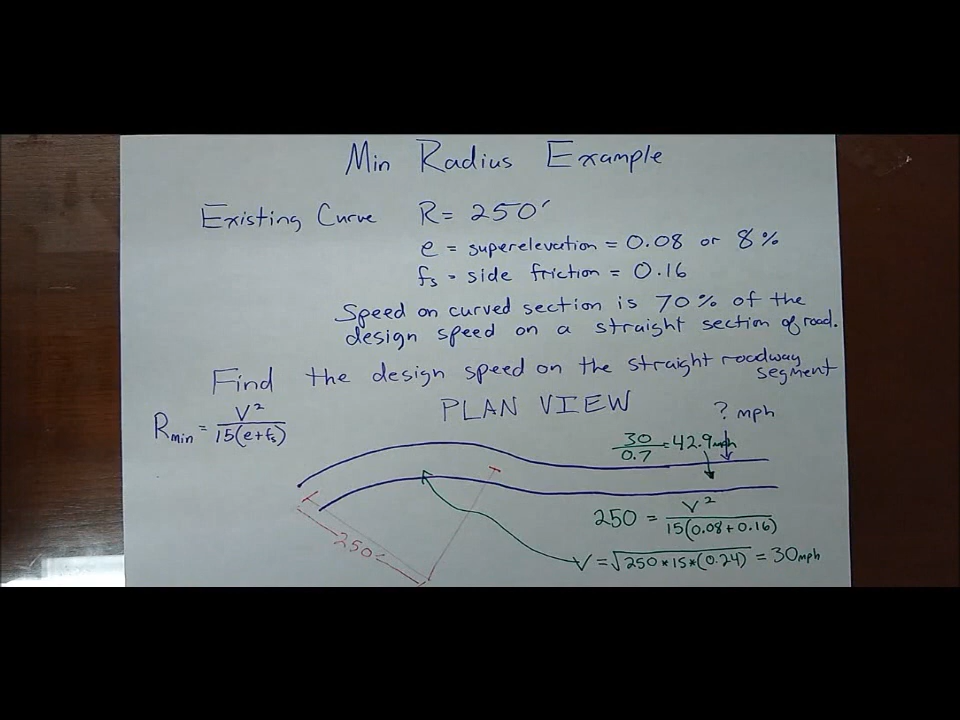 Min Radius Example
Existing Curve R = 250'
e = superelevation = 0.08 or 8%
fs = side friction = 0.16
Speed on curved section is 70% of the
design speed on a straight section of road.
Find the design speed on the straight roadway
segment
Rmin = V² / 15(e+fs)
PLAN VIEW
? mph
30 / 0.7 = 42.9mph
250 = V² / 15(0.08+0.16)
250'
V = √250*15*(0.24) = 30mph